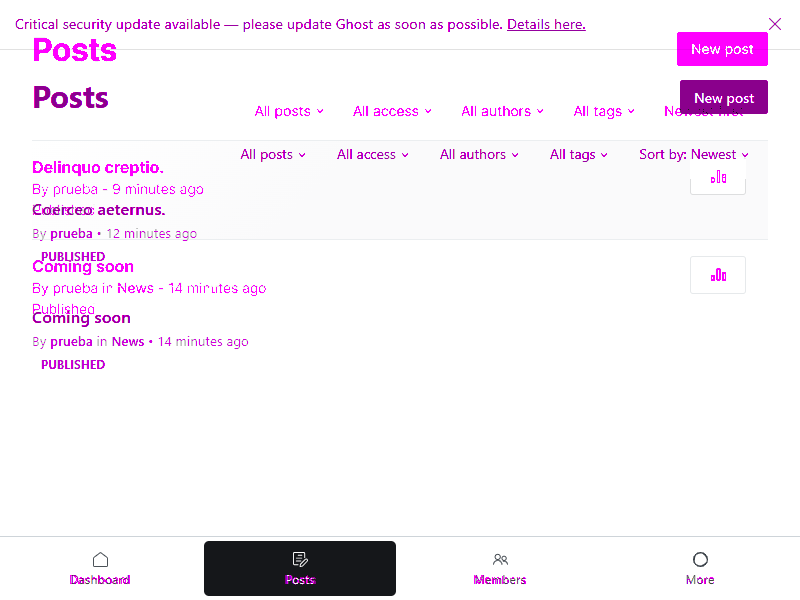 Critical security update available — please update Ghost as soon as possible. Details here.
Posts
New post
Posts
New post
All posts All access All authors All tags Newest first
All posts All access All authors All tags Sort by: Newest
Delinquo creptio.
By prueba - 9 minutes ago
Published
Coerceo aeternus.
By prueba • 12 minutes ago
PUBLISHED
Coming soon
By prueba in News - 14 minutes ago
Published
Coming soon
By prueba in News • 14 minutes ago
PUBLISHED
Dashboard Posts Members More